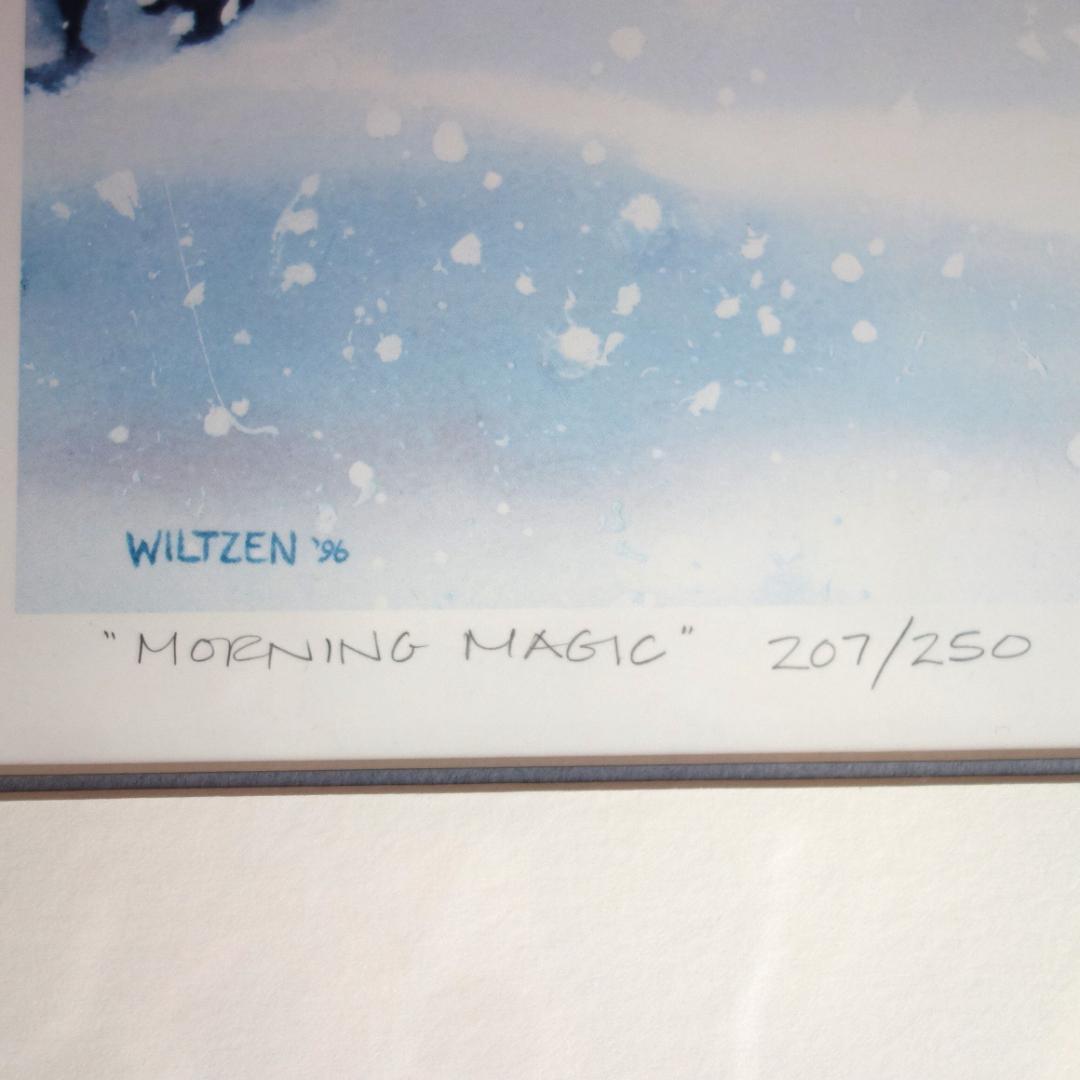 WILTZEN '96
"MORNING MAGIC" 207/250